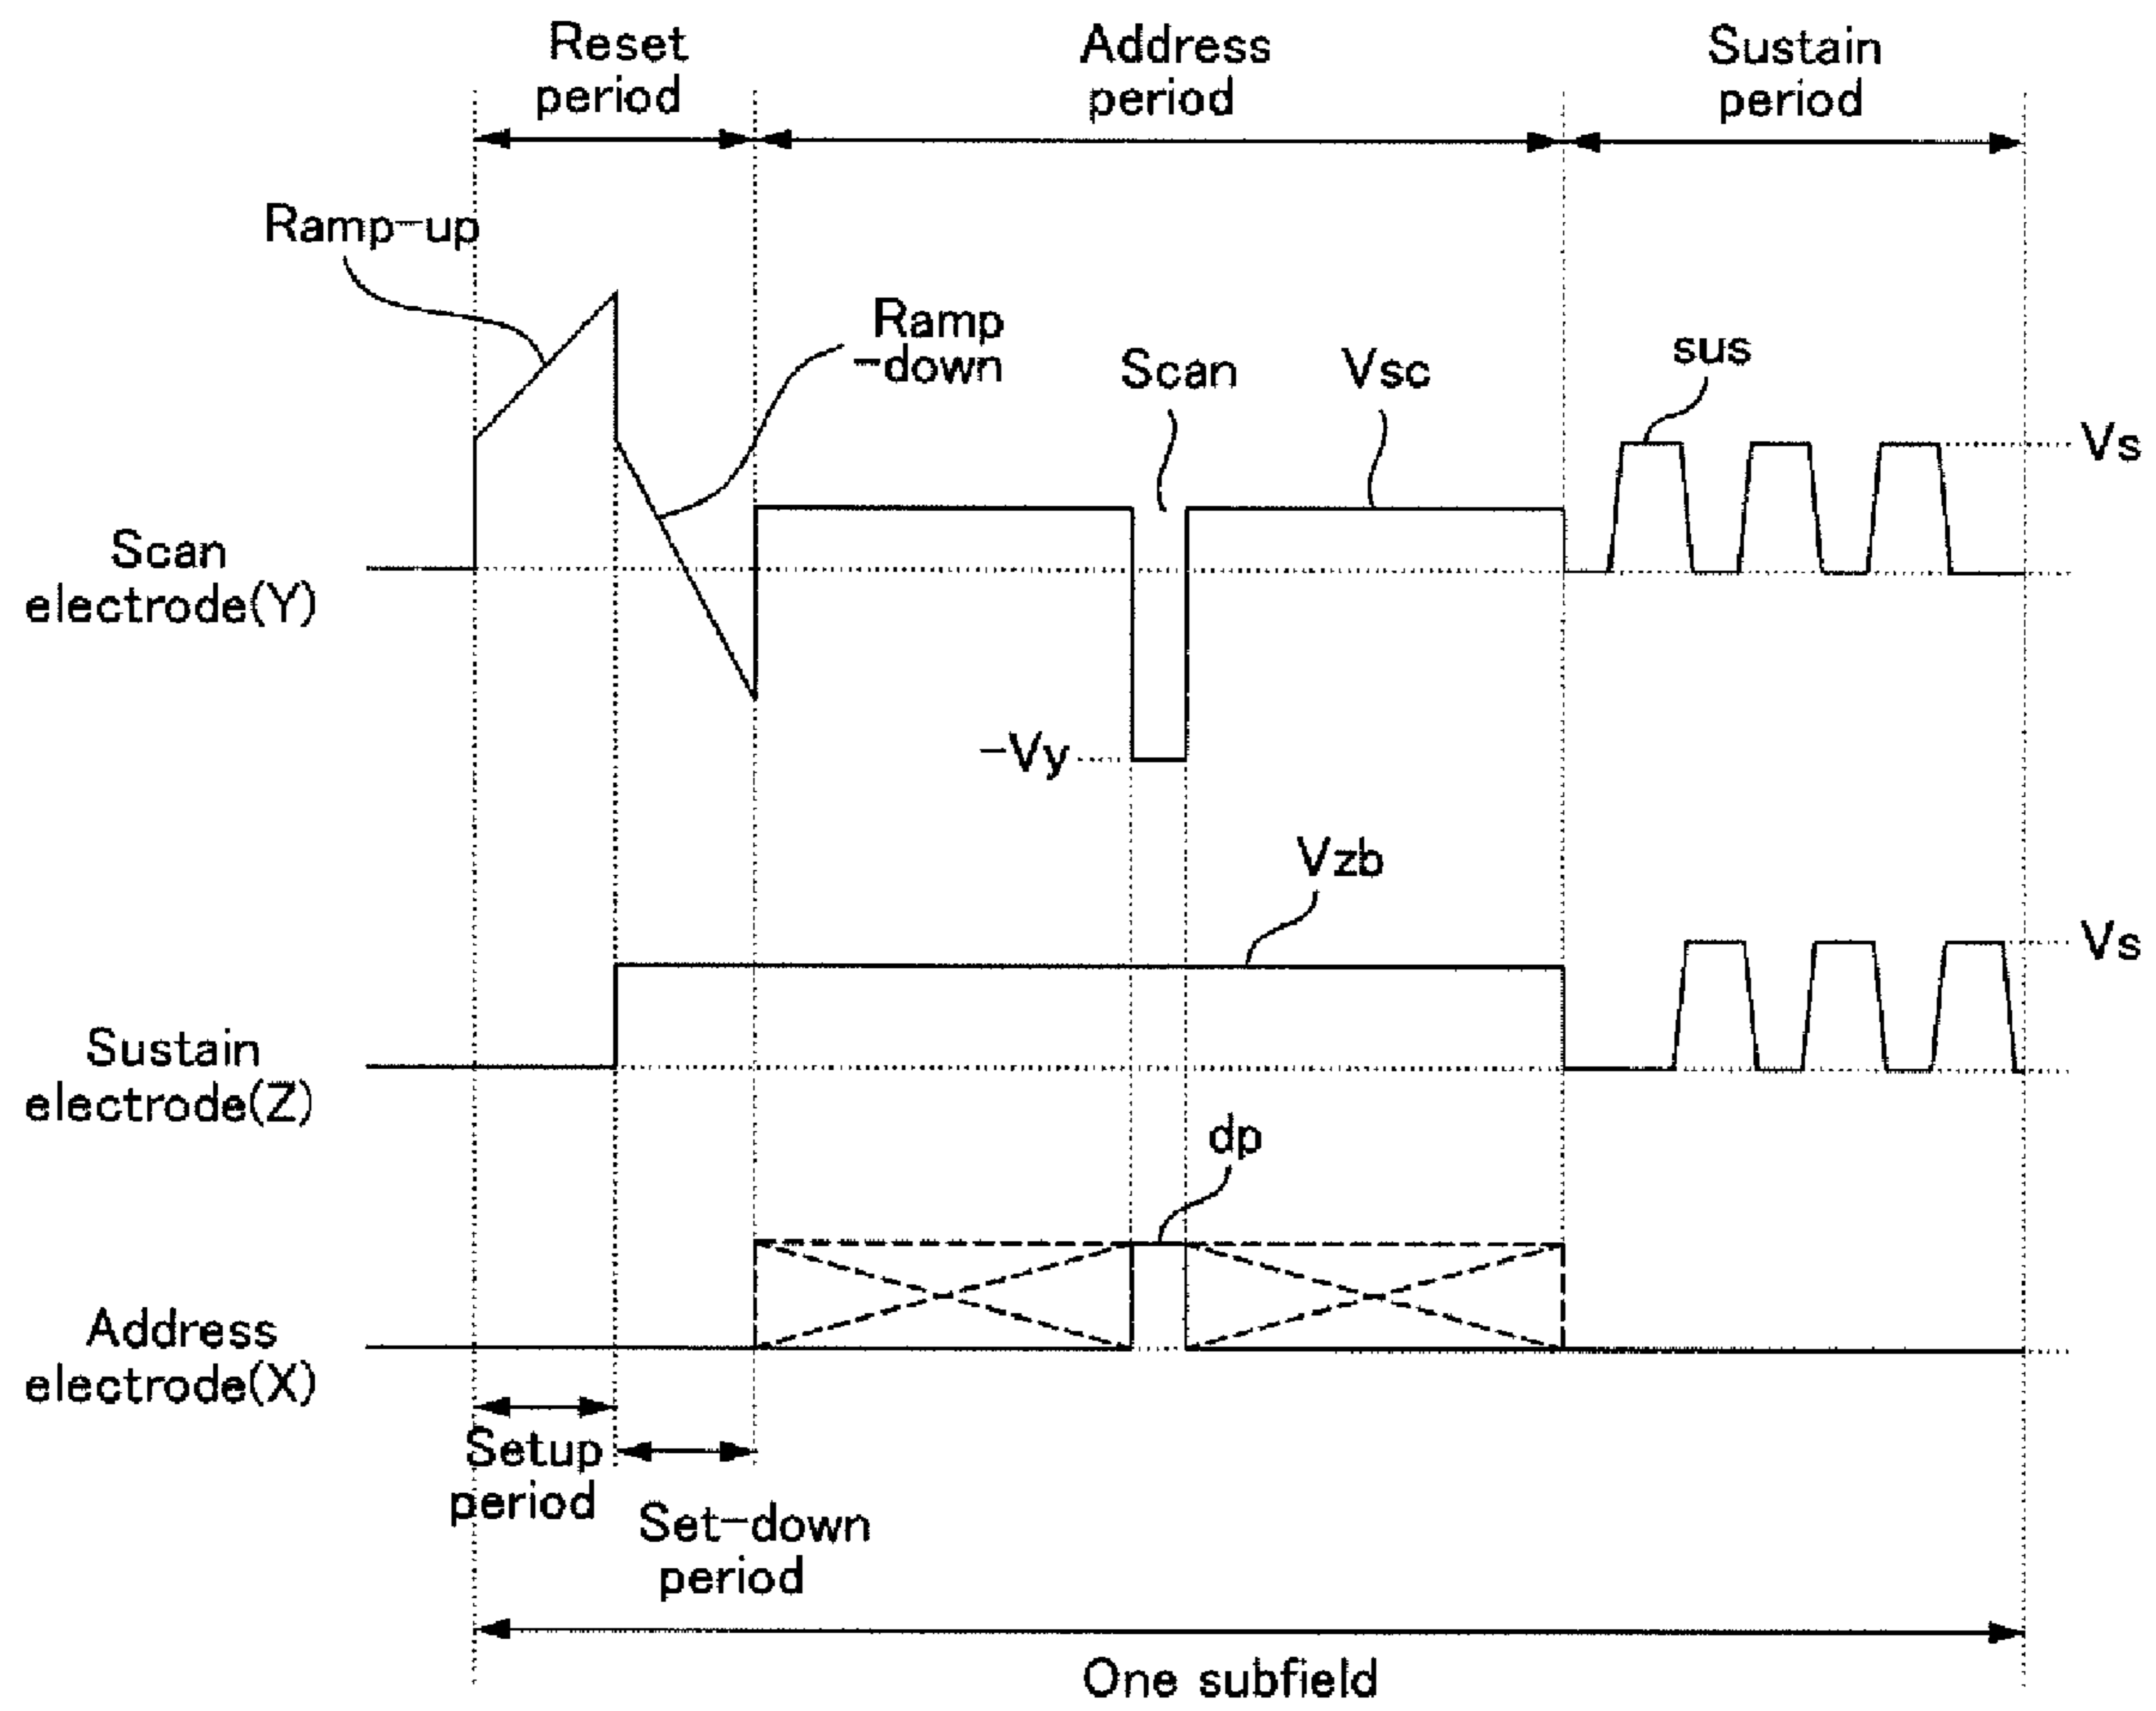 Reset
period
Address
period
Sustain
period
Ramp-up
Ramp
-down
Scan
Vsc
sus
Vs
Scan
electrode(Y)
-Vy
Vzb
Vs
Sustain
electrode(Z)
dp
Address
electrode(X)
Setup
period
Set-down
period
One subfield